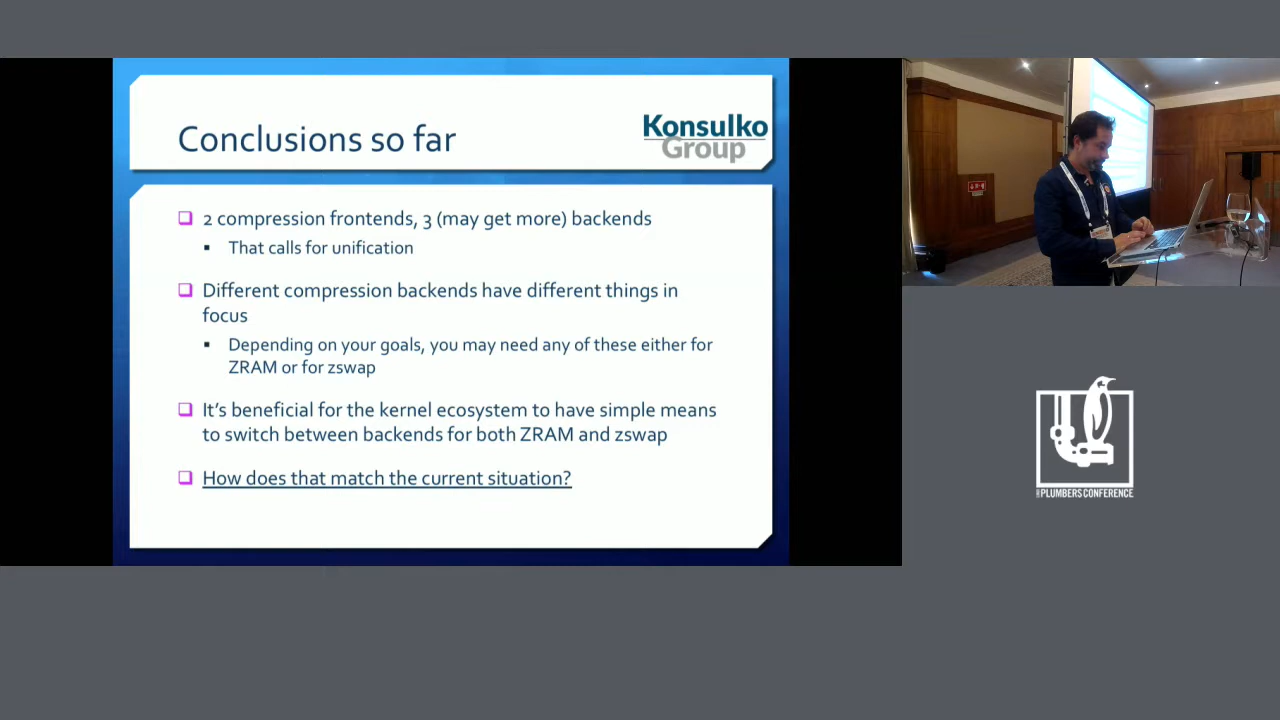 Conclusions so far
Konsulko
Group
2 compression frontends, 3 (may get more) backends
That calls for unification
Different compression backends have different things in
focus
Depending on your goals, you may need any of these either for
ZRAM or for zswap
It's beneficial for the kernel ecosystem to have simple means
to switch between backends for both ZRAM and zswap
How does that match the current situation?
PLUMBERS CONFERENCE